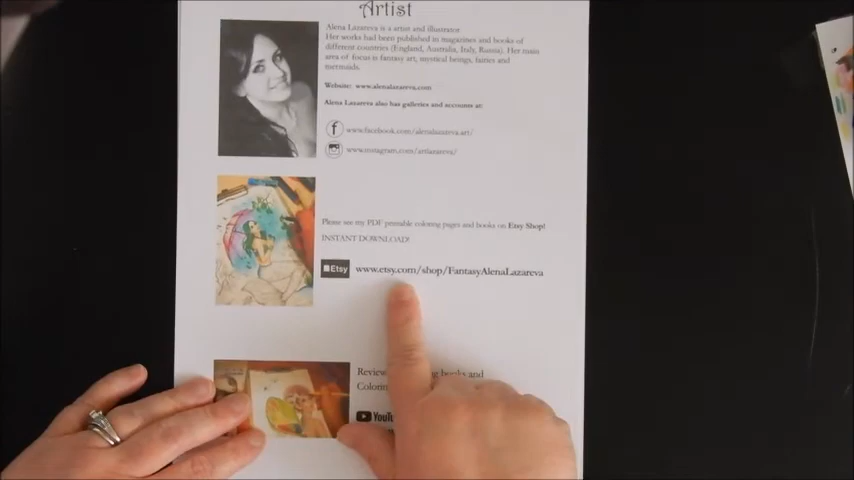 Artist
Alena Lazareva is a artist and illustrator
Her works had been published in magazines and books of
different countries (England, Australia, Italy, Russia). Her main
area of focus is fantasy art, mystical beings, fairies and
mermaids.
Website: www.alenalazareva.com
Alena Lazareva also has galleries and accounts at:
www.facebook.com/alenalazareva.art/
www.instagram.com/artlazareva/
Please see my PDF printable coloring pages and books on Etsy Shop!
INSTANT DOWNLOAD!
Etsy www.etsy.com/shop/FantasyAlenaLazareva
books and